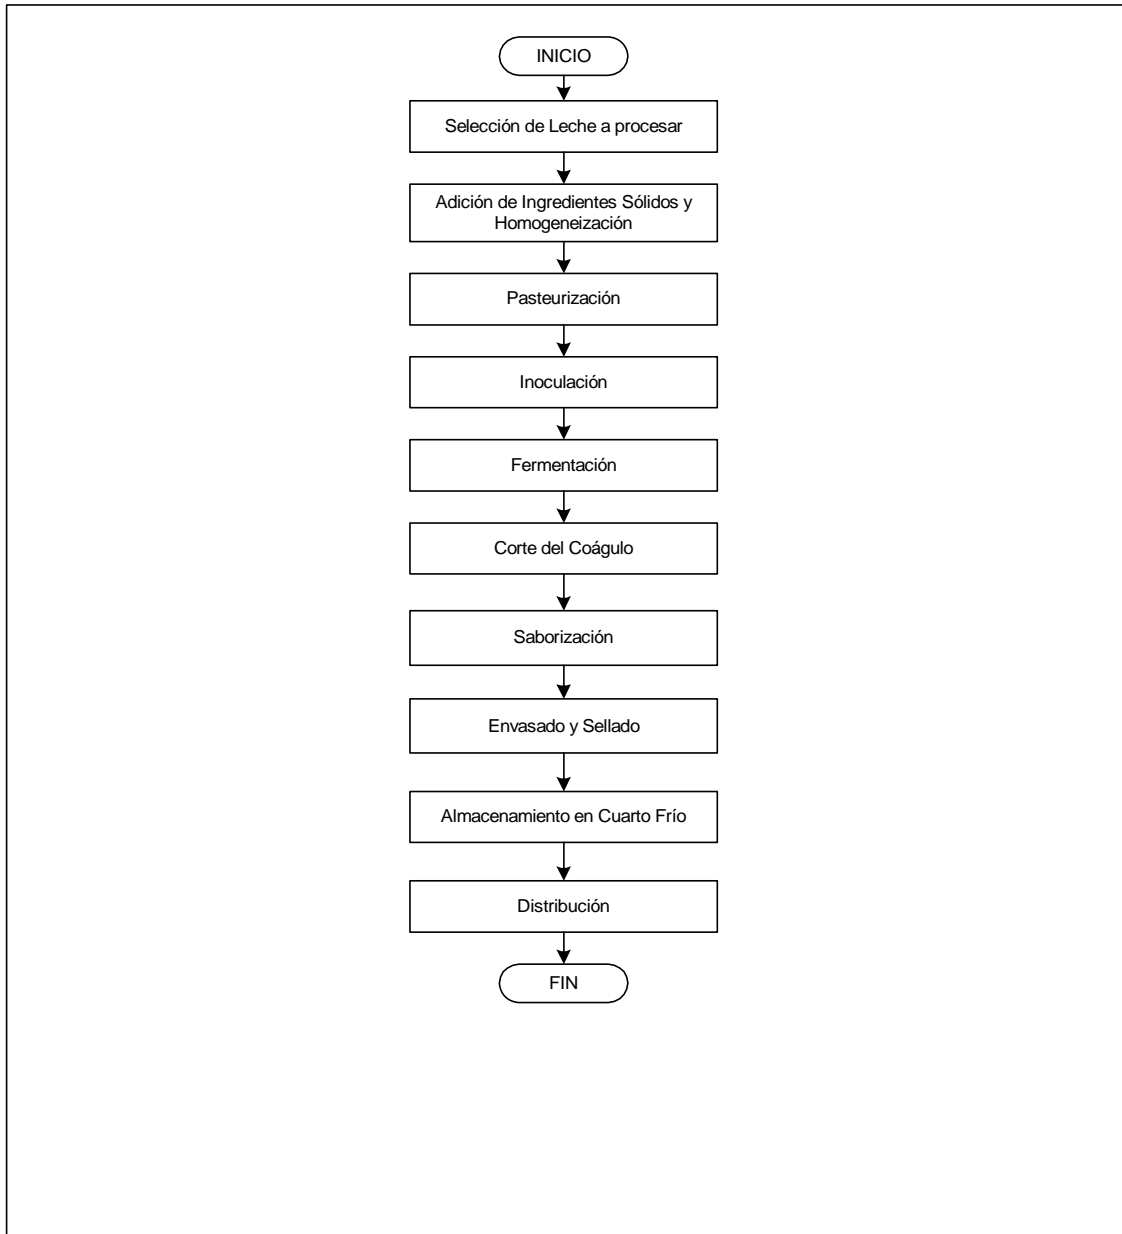 INICIO
Selección de Leche a procesar
Adición de Ingredientes Sólidos y
Homogeneización
Pasteurización
Inoculación
Fermentación
Corte del Coágulo
Saborización
Envasado y Sellado
Almacenamiento en Cuarto Frío
Distribución
FIN